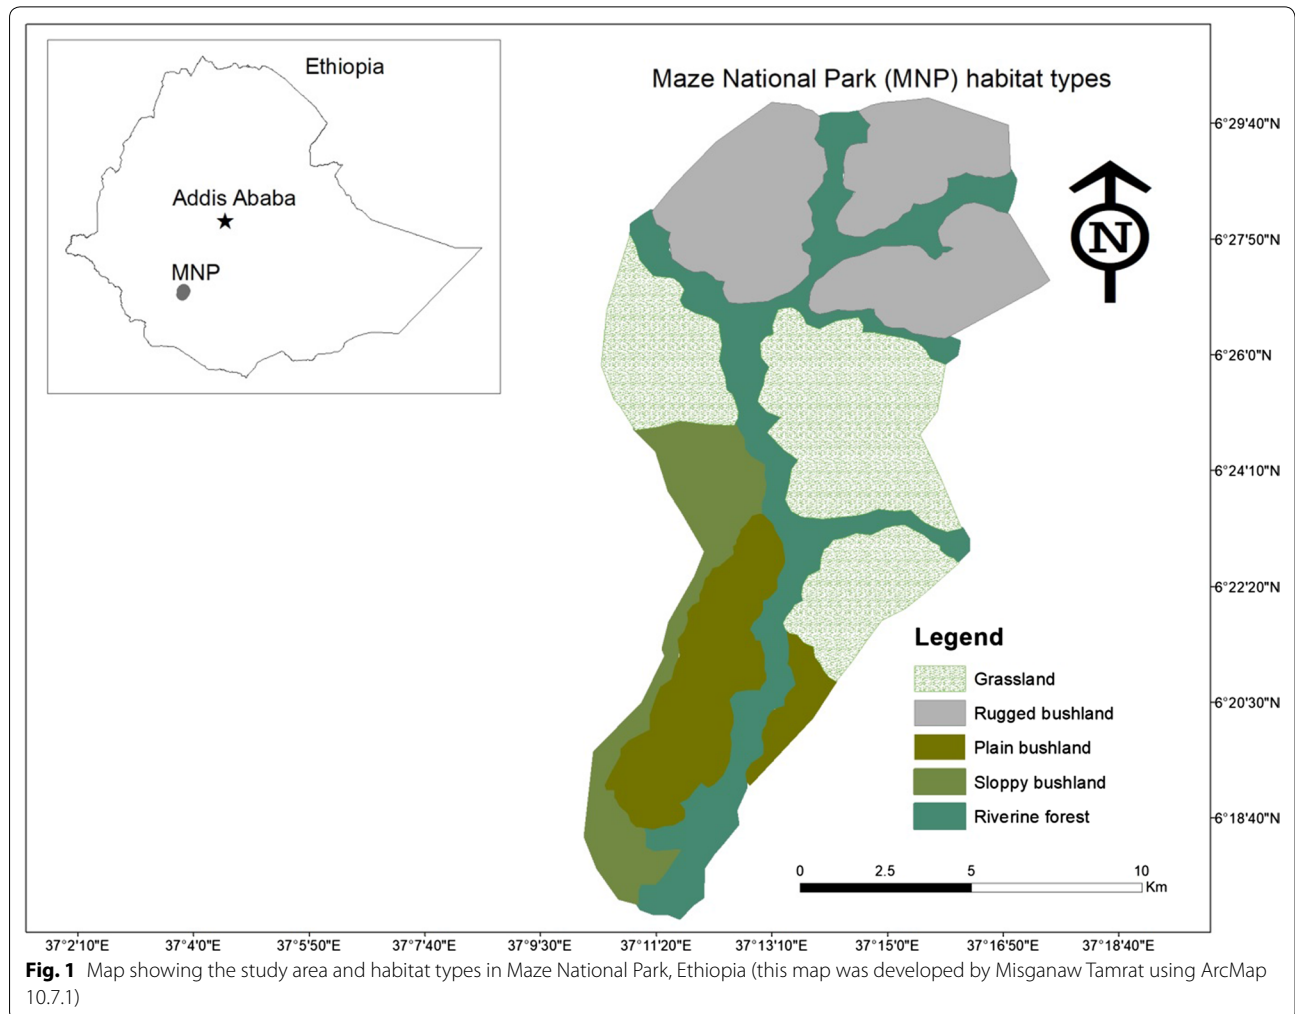 Ethiopia
Addis Ababa
MNP
Maze National Park (MNP) habitat types
N
6°29'40"N
6°27'50"N
6°26'0"N
6°24'10"N
6°22'20"N
6°20'30"N
6°18'40"N
Legend
Grassland
Rugged bushland
Plain bushland
Sloppy bushland
Riverine forest
0 2.5 5 10
Km
37°2'10"E 37°4'0"E 37°5'50"E 37°7'40"E 37°9'30"E 37°11'20"E 37°13'10"E 37°15'0"E 37°16'50"E 37°18'40"E
Fig. 1 Map showing the study area and habitat types in Maze National Park, Ethiopia (this map was developed by Misganaw Tamrat using ArcMap
10.7.1)